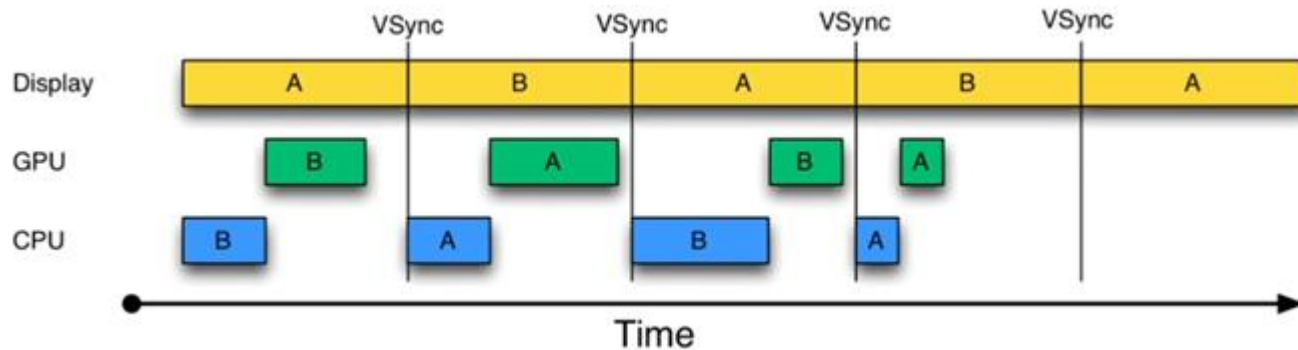 VSync VSync VSync VSync
Display A B A B A
GPU B A B A
CPU B A B A
Time